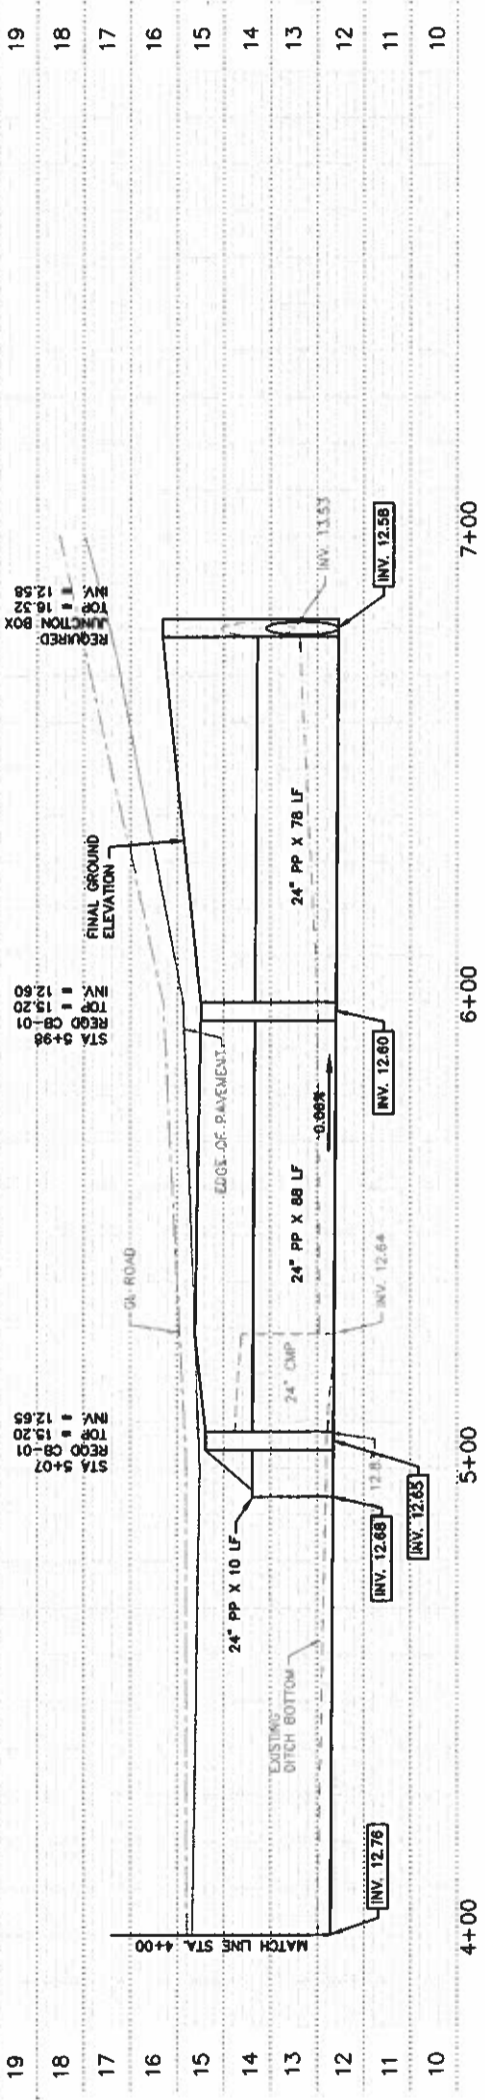 19
18
17
16
15
14
13
12
11
10
MATCH LINE STA. 4+00
INV. 12.76
EXISTING
DITCH BOTTOM
24" PP X 10 LF
INV. 12.68
INV. 12.65
STA 5+07
REQD CB-01
TOP = 15.20
INV. = 12.65
24" CMP
INV. 12.64
CL ROAD
24" PP X 88 LF
-0.06%
EDGE OF PAVEMENT
STA 5+98
REQD CB-01
TOP = 15.20
INV. = 12.60
INV. 12.60
FINAL GROUND
ELEVATION
24" PP X 78 LF
REQUIRED
JUNCTION BOX
TOP = 16.32
INV. = 12.58
INV. 13.53
INV. 12.58
19
18
17
16
15
14
13
12
11
10
4+00
5+00
6+00
7+00